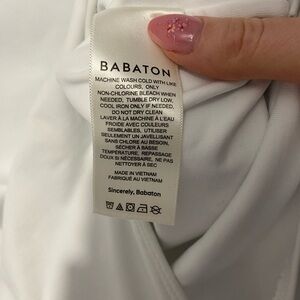 BABATON
MACHINE WASH COLD WITH LIKE
COLOURS, ONLY
NON-CHLORINE BLEACH WHEN
NEEDED, TUMBLE DRY LOW,
COOL IRON ONLY IF NEEDED,
DO NOT DRY CLEAN
LAVER À LA MACHINE À L'EAU
FROIDE AVEC COULEURS
SEMBLABLES, UTILISER
SEULEMENT UN JAVELLISANT
SANS CHLORE AU BESOIN,
SÉCHER À BASSE
TEMPÉRATURE, REPASSAGE
DOUX SI NÉCESSAIRE, NE PAS
NETTOYER À SEC
MADE IN VIETNAM
FABRIQUÉ AU VIETNAM
Sincerely, Babaton